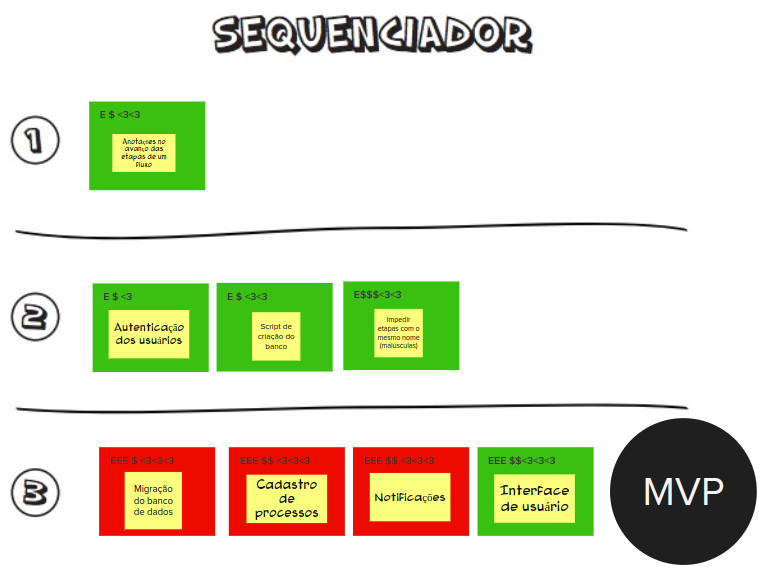 SEQUENCIADOR
1
E $ <3<3
Anotações no
avanço das
etapas de um
fluxo
2
E $ <3
Autenticação
dos usuários
E $ <3<3
Script de
criação do
banco
E$$$<3<3
Impedir
etapas com o
mesmo nome
(maiúsculas)
3
EEE $ <3<3<3
Migração
do banco
de dados
EEE $$ <3<3<3
Cadastro
de
processos
EEE $$ <3<3<3
Notificações
EEE $$<3<3<3
Interface
de usuário
MVP